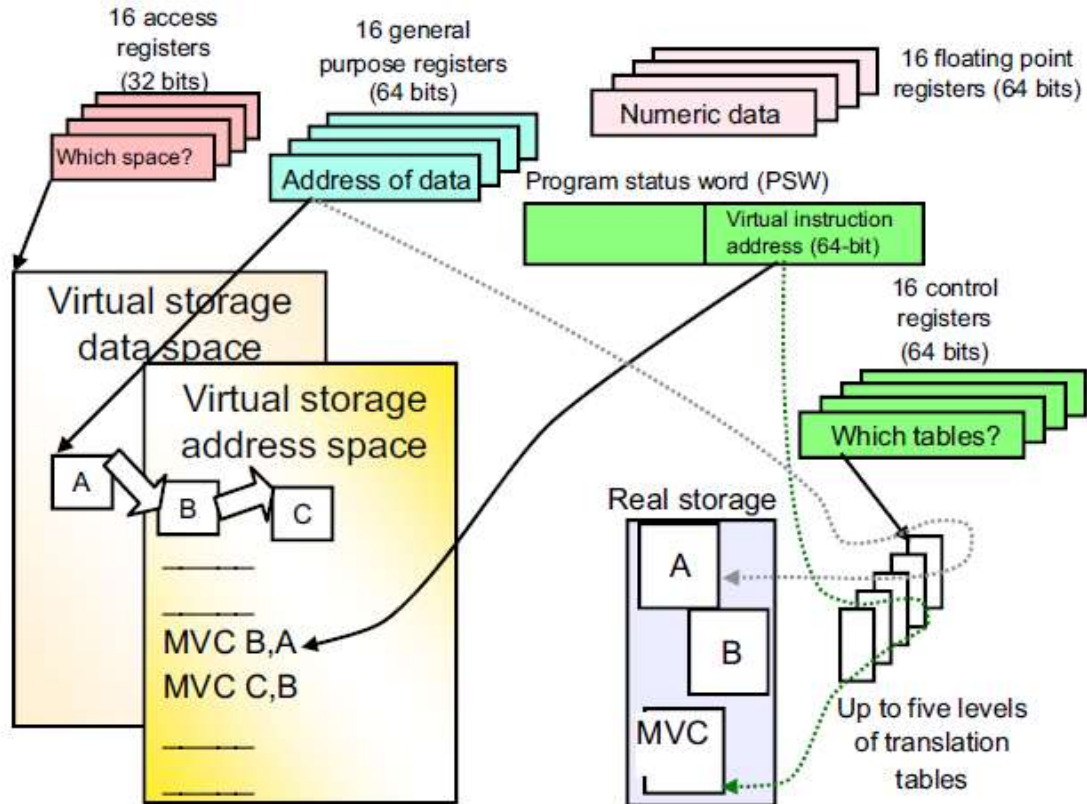 16 access
registers
(32 bits)
Which space?
16 general
purpose registers
(64 bits)
Address of data
Numeric data
16 floating point
registers (64 bits)
Program status word (PSW)
Virtual instruction
address (64-bit)
16 control
registers
(64 bits)
Which tables?
Virtual storage
data space
Virtual storage
address space
A
B
C
MVC B,A
MVC C,B
Real storage
A
B
MVC
Up to five levels
of translation
tables